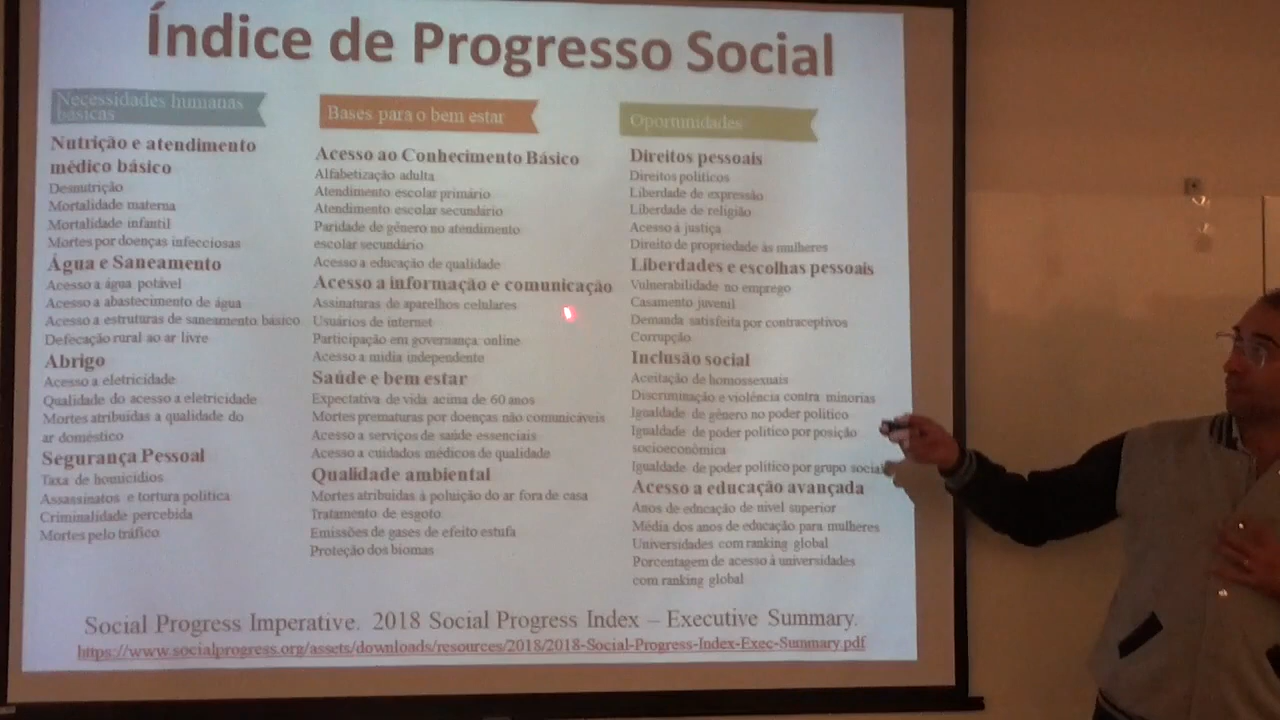 Índice de Progresso Social
Necessidades humanas
básicas
Nutrição e atendimento
médico básico
Desnutrição
Mortalidade materna
Mortalidade infantil
Mortes por doenças infecciosas
Água e Saneamento
Acesso a água potável
Acesso a abastecimento de água
Acesso a estruturas de saneamento básico
Defecação rural ao ar livre
Abrigo
Acesso a eletricidade
Qualidade do acesso a eletricidade
Mortes atribuídas a qualidade do
ar doméstico
Segurança Pessoal
Taxa de homicídios
Assassinatos e tortura política
Criminalidade percebida
Mortes pelo tráfico
Bases para o bem estar
Acesso ao Conhecimento Básico
Alfabetização adulta
Atendimento escolar primário
Atendimento escolar secundário
Paridade de gênero no atendimento
escolar secundário
Acesso a educação de qualidade
Acesso a informação e comunicação
Assinaturas de aparelhos celulares
Usuários de internet
Participação em governança online
Acesso a mídia independente
Saúde e bem estar
Expectativa de vida acima de 60 anos
Mortes prematuras por doenças não comunicáveis
Acesso a serviços de saúde essenciais
Acesso a cuidados médicos de qualidade
Qualidade ambiental
Mortes atribuídas à poluição do ar fora de casa
Tratamento de esgoto
Emissões de gases de efeito estufa
Proteção dos biomas
Oportunidades
Direitos pessoais
Direitos políticos
Liberdade de expressão
Liberdade de religião
Acesso à justiça
Direito de propriedade às mulheres
Liberdades e escolhas pessoais
Vulnerabilidade no emprego
Casamento juvenil
Demanda satisfeita por contraceptivos
Corrupção
Inclusão social
Aceitação de homossexuais
Discriminação e violência contra minorias
Igualdade de gênero no poder político
Igualdade de poder político por posição
socioeconômica
Igualdade de poder político por grupo social
Acesso a educação avançada
Anos de educação de nível superior
Média dos anos de educação para mulheres
Universidades com ranking global
Porcentagem de acesso à universidades
com ranking global
Social Progress Imperative. 2018 Social Progress Index – Executive Summary.
https://www.socialprogress.org/assets/downloads/resources/2018/2018-Social-Progress-Index-Exec-Summary.pdf